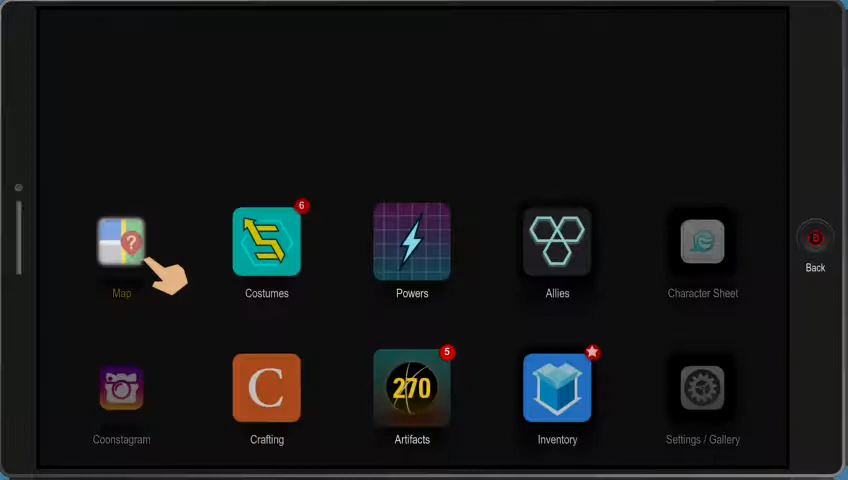 6
?
B
Back
Map
Costumes
Powers
Allies
Character Sheet
5
C
270
Coonstagram
Crafting
Artifacts
Inventory
Settings / Gallery